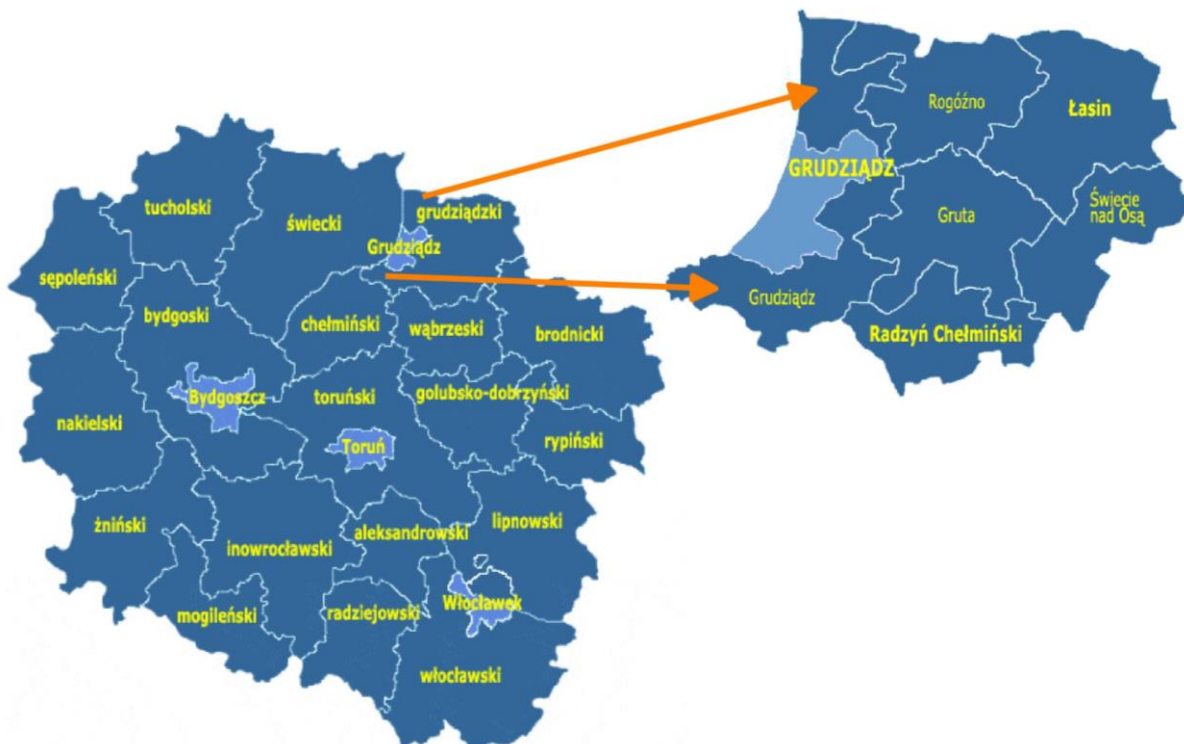 tucholski
świecki
grudziądzki
Grudziądz
sępoleński
bydgoski
chełmiński
wąbrzeski
brodnicki
Bydgoszcz
toruński
golubsko-dobrzyński
nakielski
Toruń
rypiński
żniński
inowrocławski
aleksandrowski
lipnowski
mogileński
radziejowski
Włocławek
włocławski
Rogóźno
Łasin
GRUDZIĄDZ
Gruta
Świecie
nad Osą
Grudziądz
Radzyń Chełmiński